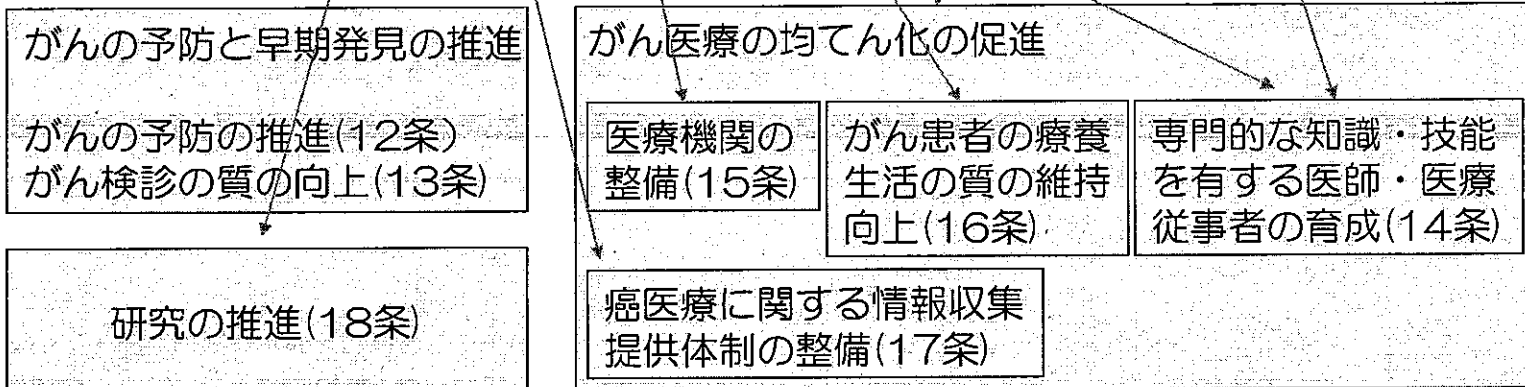 がんの予防と早期発見の推進
がんの予防の推進(12条)
がん検診の質の向上(13条)
研究の推進(18条)
がん医療の均てん化の促進
医療機関の
整備(15条)
がん患者の療養
生活の質の維持
向上(16条)
専門的な知識・技能
を有する医師・医療
従事者の育成(14条)
癌医療に関する情報収集
提供体制の整備(17条)